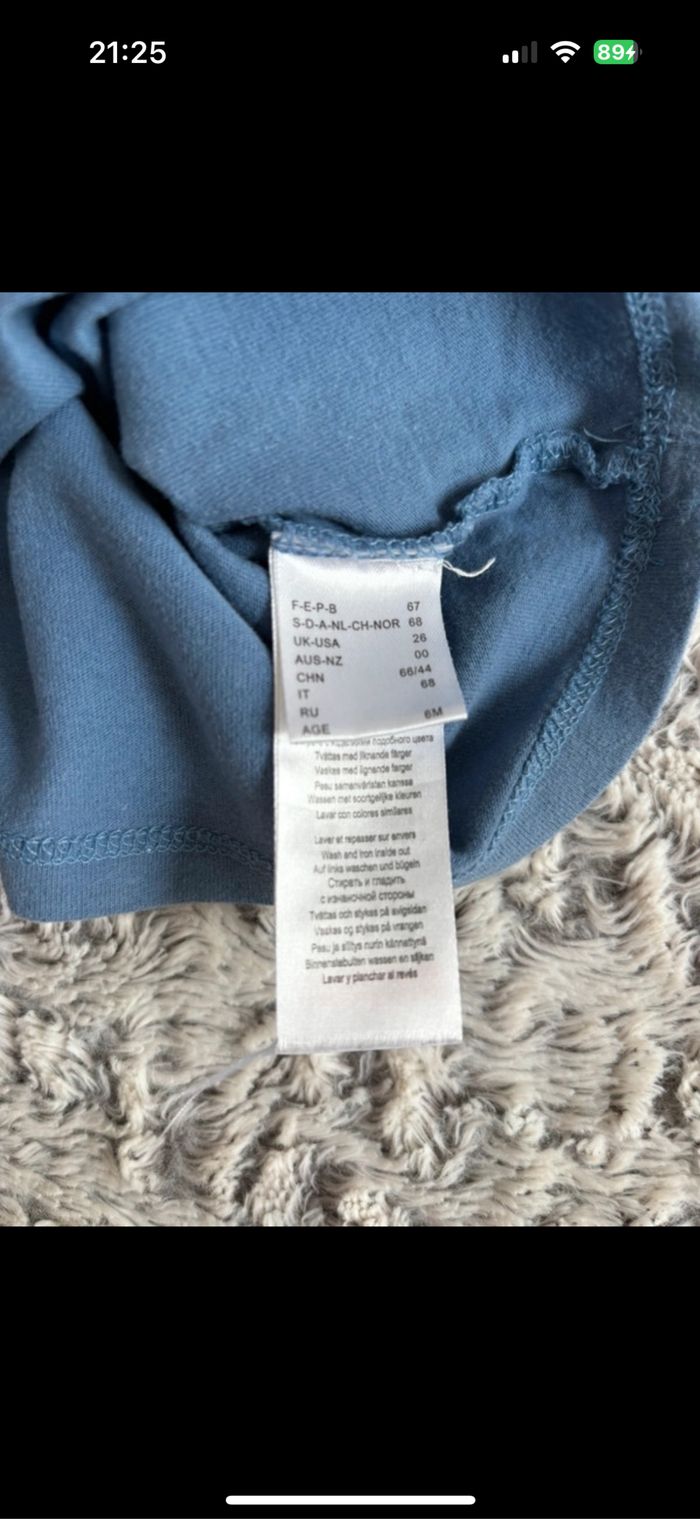 21:25
89
F-E-P-B 67
S-D-A-NL-CH-NOR 68
UK-USA 26
AUS-NZ 00
CHN 66/44
IT 68
RU
AGE 6M
подобного цвета
Tvättas med liknande färger
Vaskes med lignende farger
Pesu samanväristen kanssa
Wassen met soortgelijke kleuren
Lavar con colores similares
Laver et repasser sur envers
Wash and iron inside out
Auf links waschen und bügeln
Стирать и гладить
с изнаночной стороны
Tvättas och stykes på avigsidan
Vaskes og stykes på vrangen
Pesu ja silitys nurin kännettynä
Binnenstebuiten wassen en strijken
Lavar y planchar al revés